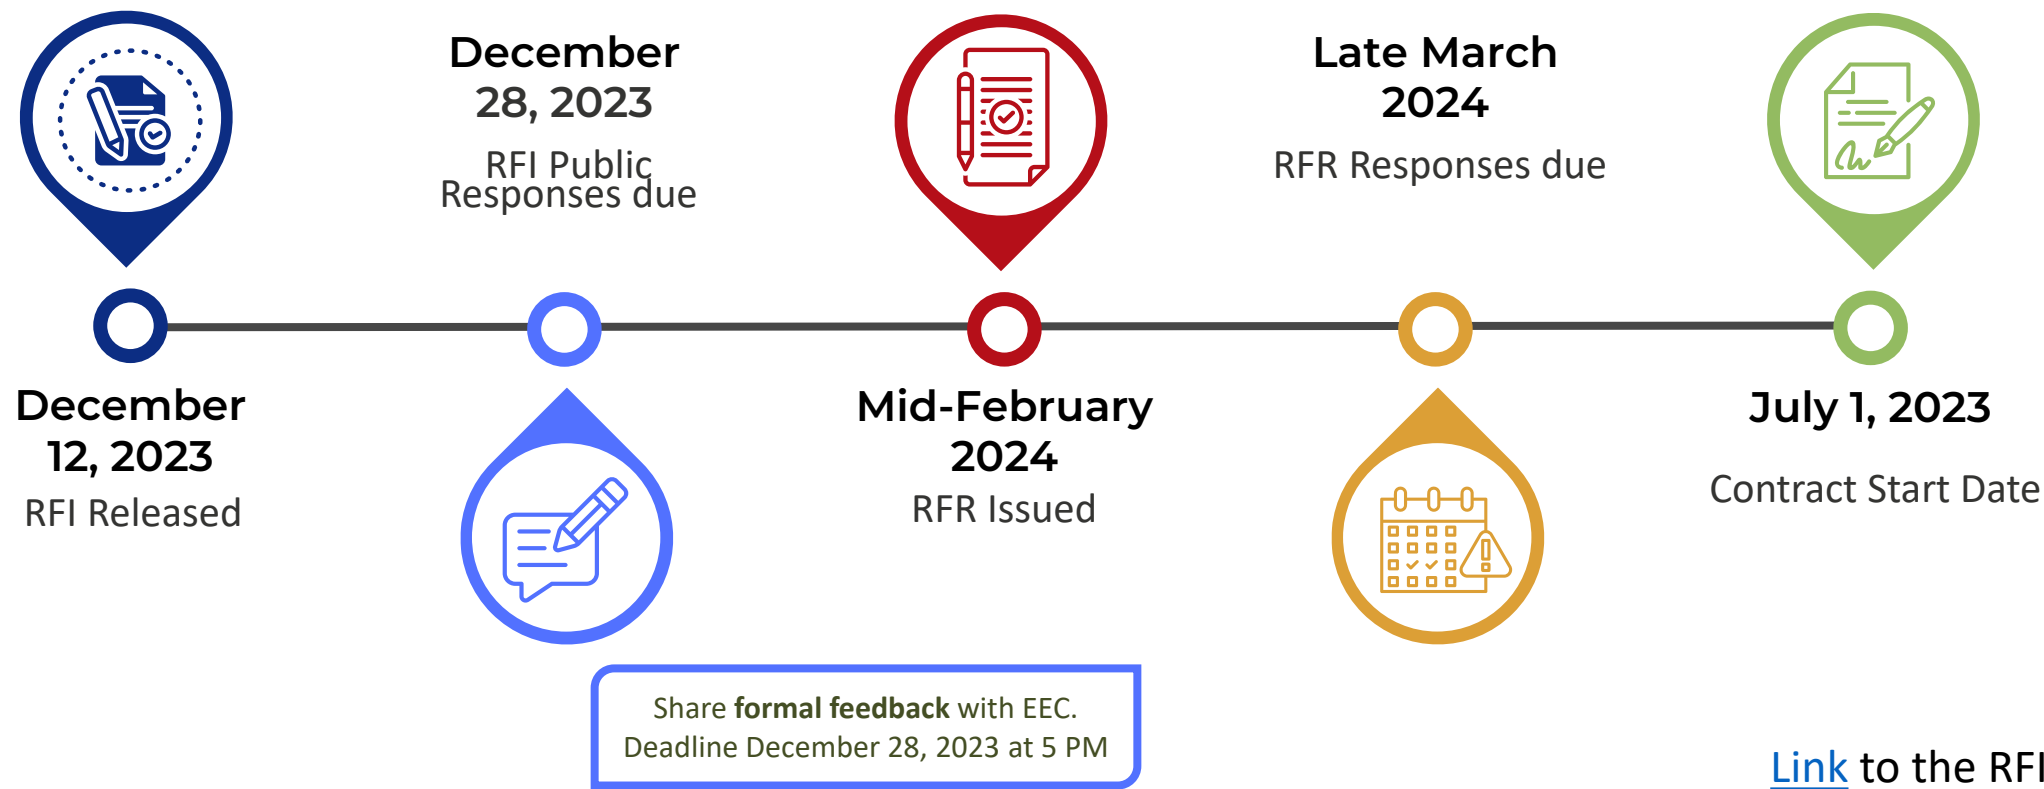 December
12, 2023
RFI Released
December
28, 2023
RFI Public
Responses due
Mid-February
2024
RFR Issued
Late March
2024
RFR Responses due
July 1, 2023
Contract Start Date
Share formal feedback with EEC.
Deadline December 28, 2023 at 5 PM
Link to the RFI